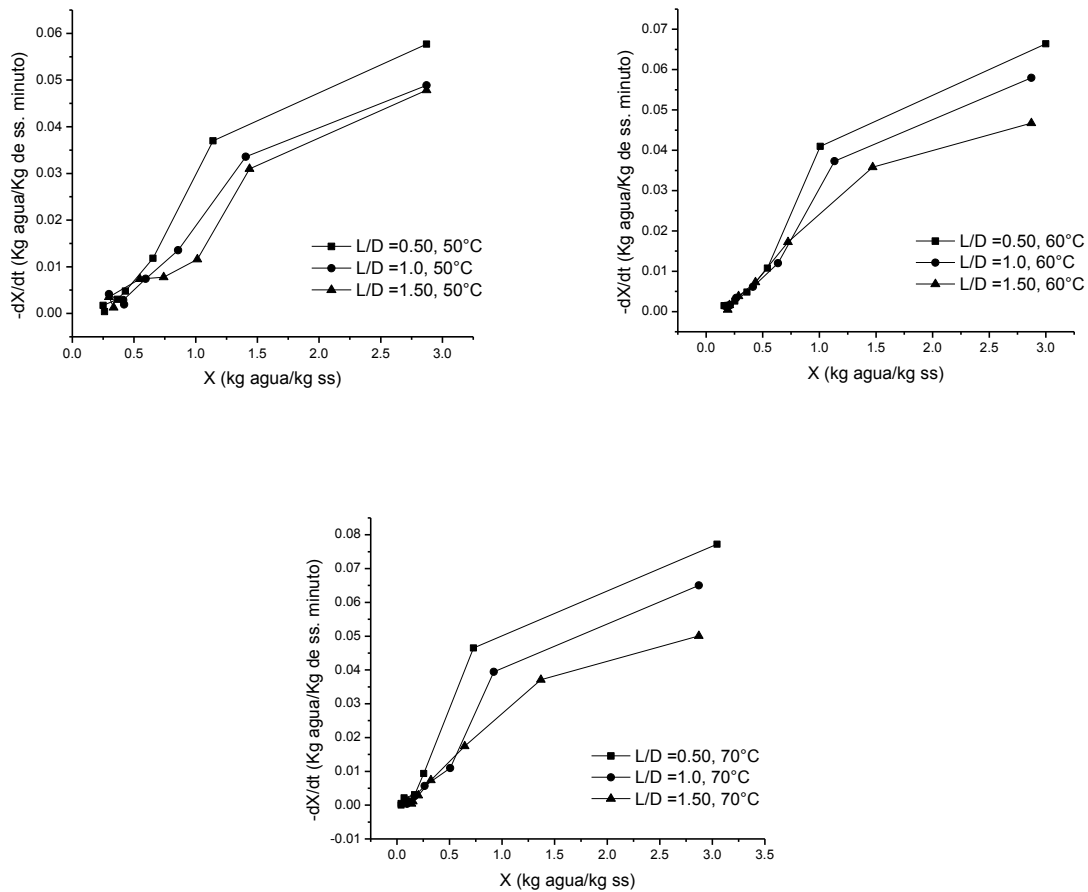 0.06
0.05
0.04
0.03
0.02
0.01
0.00
-dX/dt (Kg agua/Kg de ss. minuto)
L/D =0.50, 50°C
L/D =1.0, 50°C
L/D =1.50, 50°C
0.0 0.5 1.0 1.5 2.0 2.5 3.0
X (kg agua/kg ss)
0.07
0.06
0.05
0.04
0.03
0.02
0.01
0.00
-dX/dt (Kg agua/Kg de ss. minuto)
L/D =0.50, 60°C
L/D =1.0, 60°C
L/D =1.50, 60°C
0.0 0.5 1.0 1.5 2.0 2.5 3.0
X (kg agua/kg ss)
0.08
0.07
0.06
0.05
0.04
0.03
0.02
0.01
0.00
-0.01
-dX/dt (Kg agua/Kg de ss. minuto)
L/D =0.50, 70°C
L/D =1.0, 70°C
L/D =1.50, 70°C
0.0 0.5 1.0 1.5 2.0 2.5 3.0 3.5
X (kg agua/kg ss)